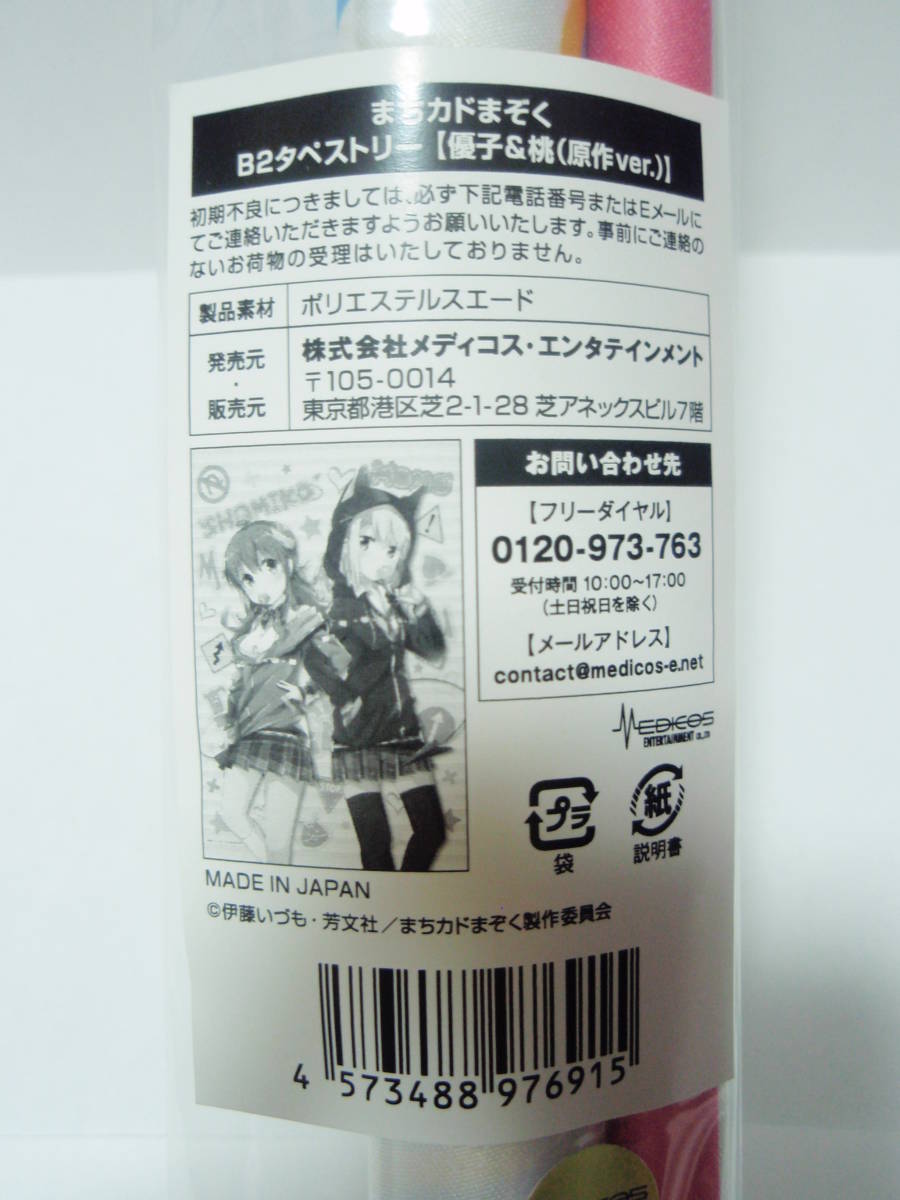 まちカドまぞく
B2タペストリー【優子&桃(原作ver.)】
初期不良につきましては、必ず下記電話番号またはEメールに
てご連絡いただきますようお願いいたします。事前にご連絡の
ないお荷物の受理はいたしておりません。
製品素材 ポリエステルスエード
発売元・販売元
株式会社メディコス・エンタテインメント
〒105-0014
東京都港区芝2-1-28 芝アネックスビル7階
SHAMIKO
MOMO
STOP
お問い合わせ先
【フリーダイヤル】
0120-973-763
受付時間 10:00〜17:00
(土日祝日を除く)
【メールアドレス】
contact@medicos-e.net
MEDICOS
ENTERTAINMENT co.,LTD
プラ
袋
紙
説明書
MADE IN JAPAN
©伊藤いづも・芳文社/まちカドまぞく製作委員会
4 573488 976915